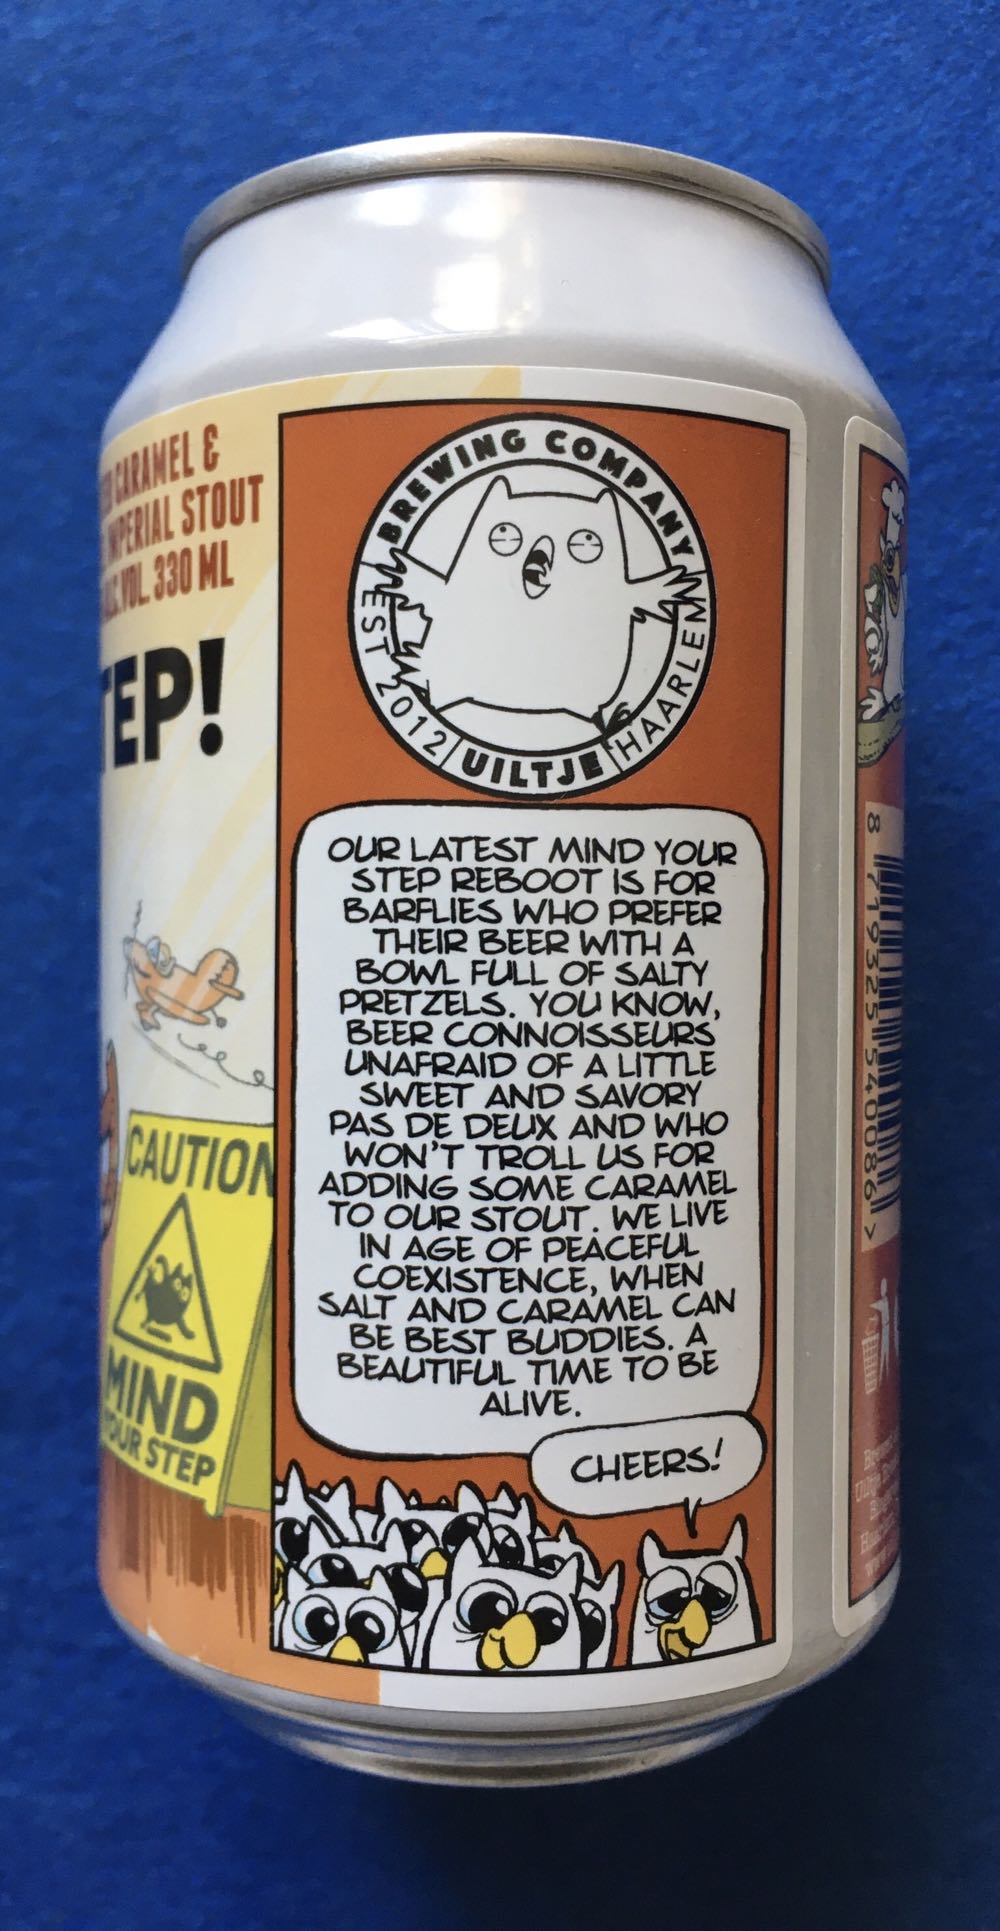 CARAMEL &
IMPERIAL STOUT
VOL. 330 ML
TEP!
CAUTION
MIND
YOUR STEP
BREWING COMPANY
EST 2012
UILTJE
HAARLEM
OUR LATEST MIND YOUR
STEP REBOOT IS FOR
BARFLIES WHO PREFER
THEIR BEER WITH A
BOWL FULL OF SALTY
PRETZELS. YOU KNOW,
BEER CONNOISSEURS
UNAFRAID OF A LITTLE
SWEET AND SAVORY
PAS DE DEUX AND WHO
WON'T TROLL US FOR
ADDING SOME CARAMEL
TO OUR STOUT. WE LIVE
IN AGE OF PEACEFUL
COEXISTENCE, WHEN
SALT AND CARAMEL CAN
BE BEST BUDDIES. A
BEAUTIFUL TIME TO BE
ALIVE.
CHEERS!
8 719325 540086 >